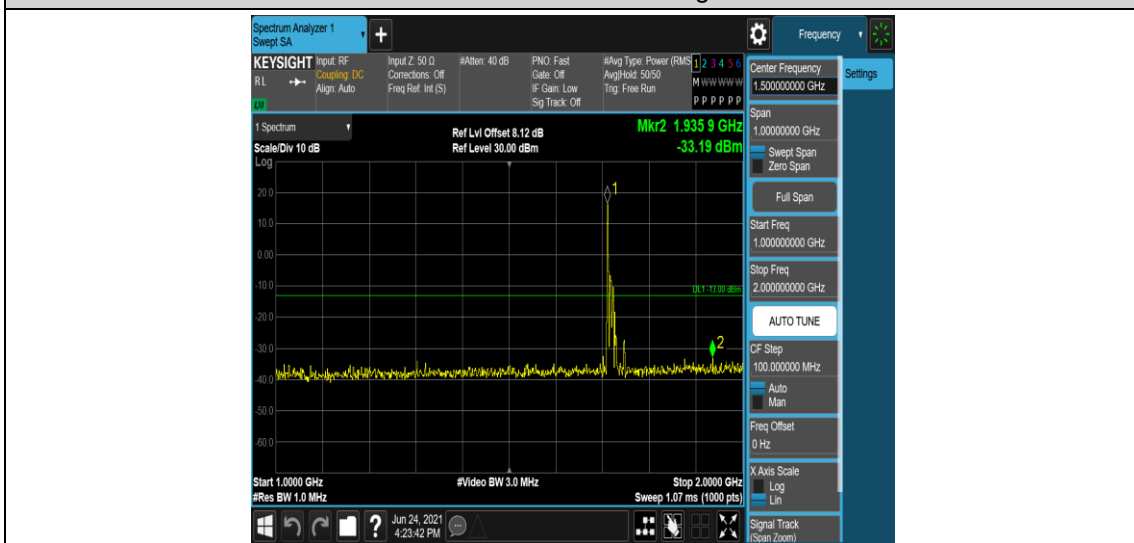 Spectrum Analyzer 1
Swept SA
+
Frequency
KEYSIGHT
RL
Input: RF
Coupling: DC
Align: Auto
Input Z: 50 Ω
Corrections: Off
Freq Ref: Int (S)
#Atten: 40 dB
PNO: Fast
Gate: Off
IF Gain: Low
Sig Track: Off
#Avg Type: Power (RMS
Avg|Hold: 50/50
Trig: Free Run
1 2 3 4 5 6
M W W W W W
P P P P P P
1 Spectrum
Scale/Div 10 dB
Log
Ref Lvl Offset 8.12 dB
Ref Level 30.00 dBm
Mkr2 1.935 9 GHz
-33.19 dBm
1
20.0
10.0
0.00
-10.0
DL1 -13.00 dBm
-20.0
-30.0
2
-40.0
-50.0
-60.0
Start 1.0000 GHz
#Res BW 1.0 MHz
#Video BW 3.0 MHz
Stop 2.0000 GHz
Sweep 1.07 ms (1000 pts)
?
Jun 24, 2021
4:23:42 PM
Center Frequency
1.500000000 GHz
Settings
Span
1.00000000 GHz
Swept Span
Zero Span
Full Span
Start Freq
1.000000000 GHz
Stop Freq
2.000000000 GHz
AUTO TUNE
CF Step
100.000000 MHz
Auto
Man
Freq Offset
0 Hz
X Axis Scale
Log
Lin
Signal Track
(Span Zoom)